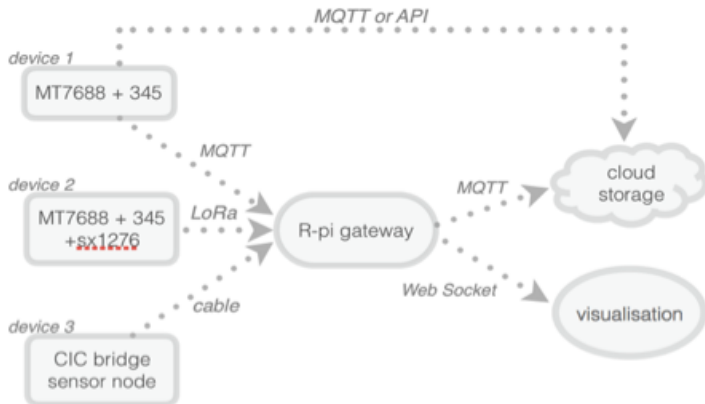 MQTT or API
device 1
MT7688 + 345
MQTT
device 2
MT7688 + 345
+sx1276
LoRa
R-pi gateway
MQTT
cloud
storage
Web Socket
visualisation
cable
device 3
CIC bridge
sensor node